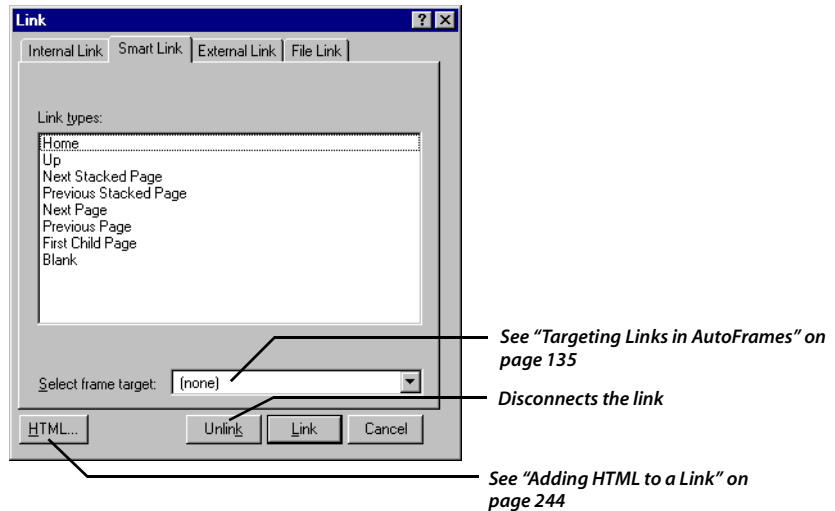 Link
Internal Link Smart Link External Link File Link
Link types:
Home
Up
Next Stacked Page
Previous Stacked Page
Next Page
Previous Page
First Child Page
Blank
See “Targeting Links in AutoFrames” on
page 135
Select frame target: (none)
Disconnects the link
HTML... Unlink Link Cancel
See “Adding HTML to a Link” on
page 244